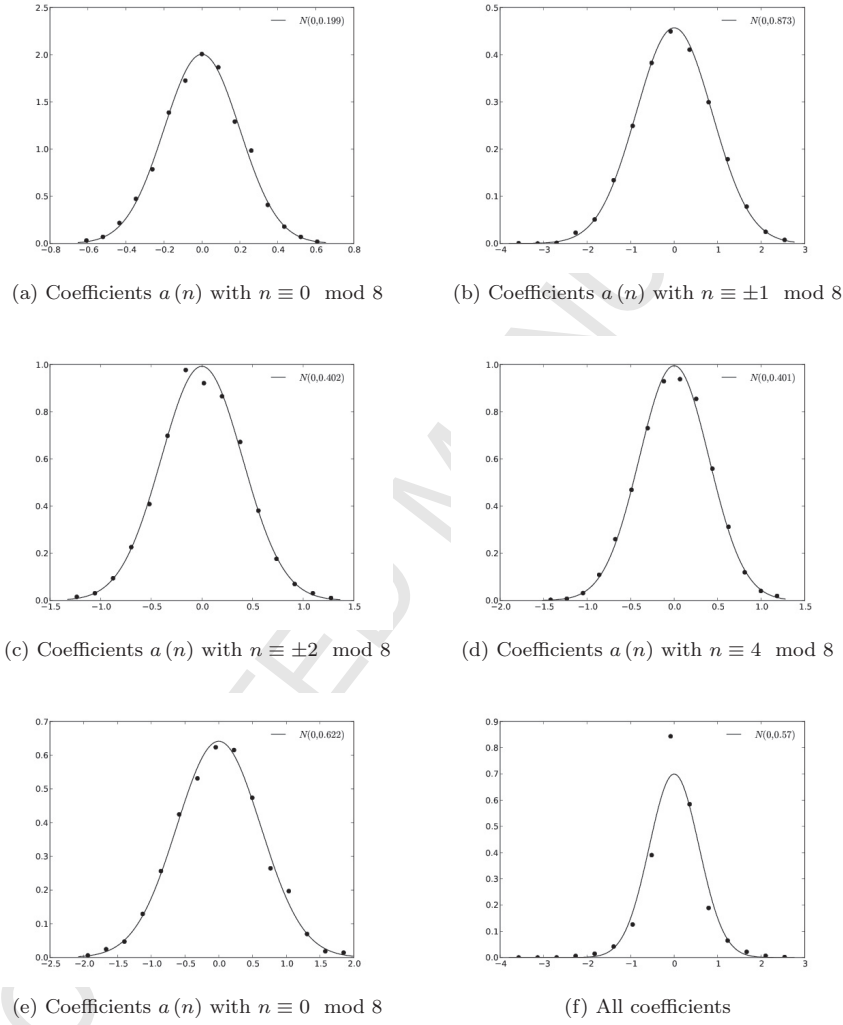 2.5
N(0,0.199)
2.0
1.5
1.0
0.5
0.0
−0.8 −0.6 −0.4 −0.2 0.0 0.2 0.4 0.6 0.8
(a) Coefficients a (n) with n ≡ 0 mod 8
0.5
N(0,0.873)
0.4
0.3
0.2
0.1
0.0
−4 −3 −2 −1 0 1 2 3
(b) Coefficients a (n) with n ≡ ±1 mod 8
1.0
N(0,0.402)
0.8
0.6
0.4
0.2
0.0
−1.5 −1.0 −0.5 0.0 0.5 1.0 1.5
(c) Coefficients a (n) with n ≡ ±2 mod 8
1.0
N(0,0.401)
0.8
0.6
0.4
0.2
0.0
−2.0 −1.5 −1.0 −0.5 0.0 0.5 1.0 1.5
(d) Coefficients a (n) with n ≡ 4 mod 8
0.7
N(0,0.622)
0.6
0.5
0.4
0.3
0.2
0.1
0.0
−2.5 −2.0 −1.5 −1.0 −0.5 0.0 0.5 1.0 1.5 2.0
(e) Coefficients a (n) with n ≡ 0 mod 8
0.9
N(0,0.57)
0.8
0.7
0.6
0.5
0.4
0.3
0.2
0.1
0.0
−4 −3 −2 −1 0 1 2 3
(f) All coefficients